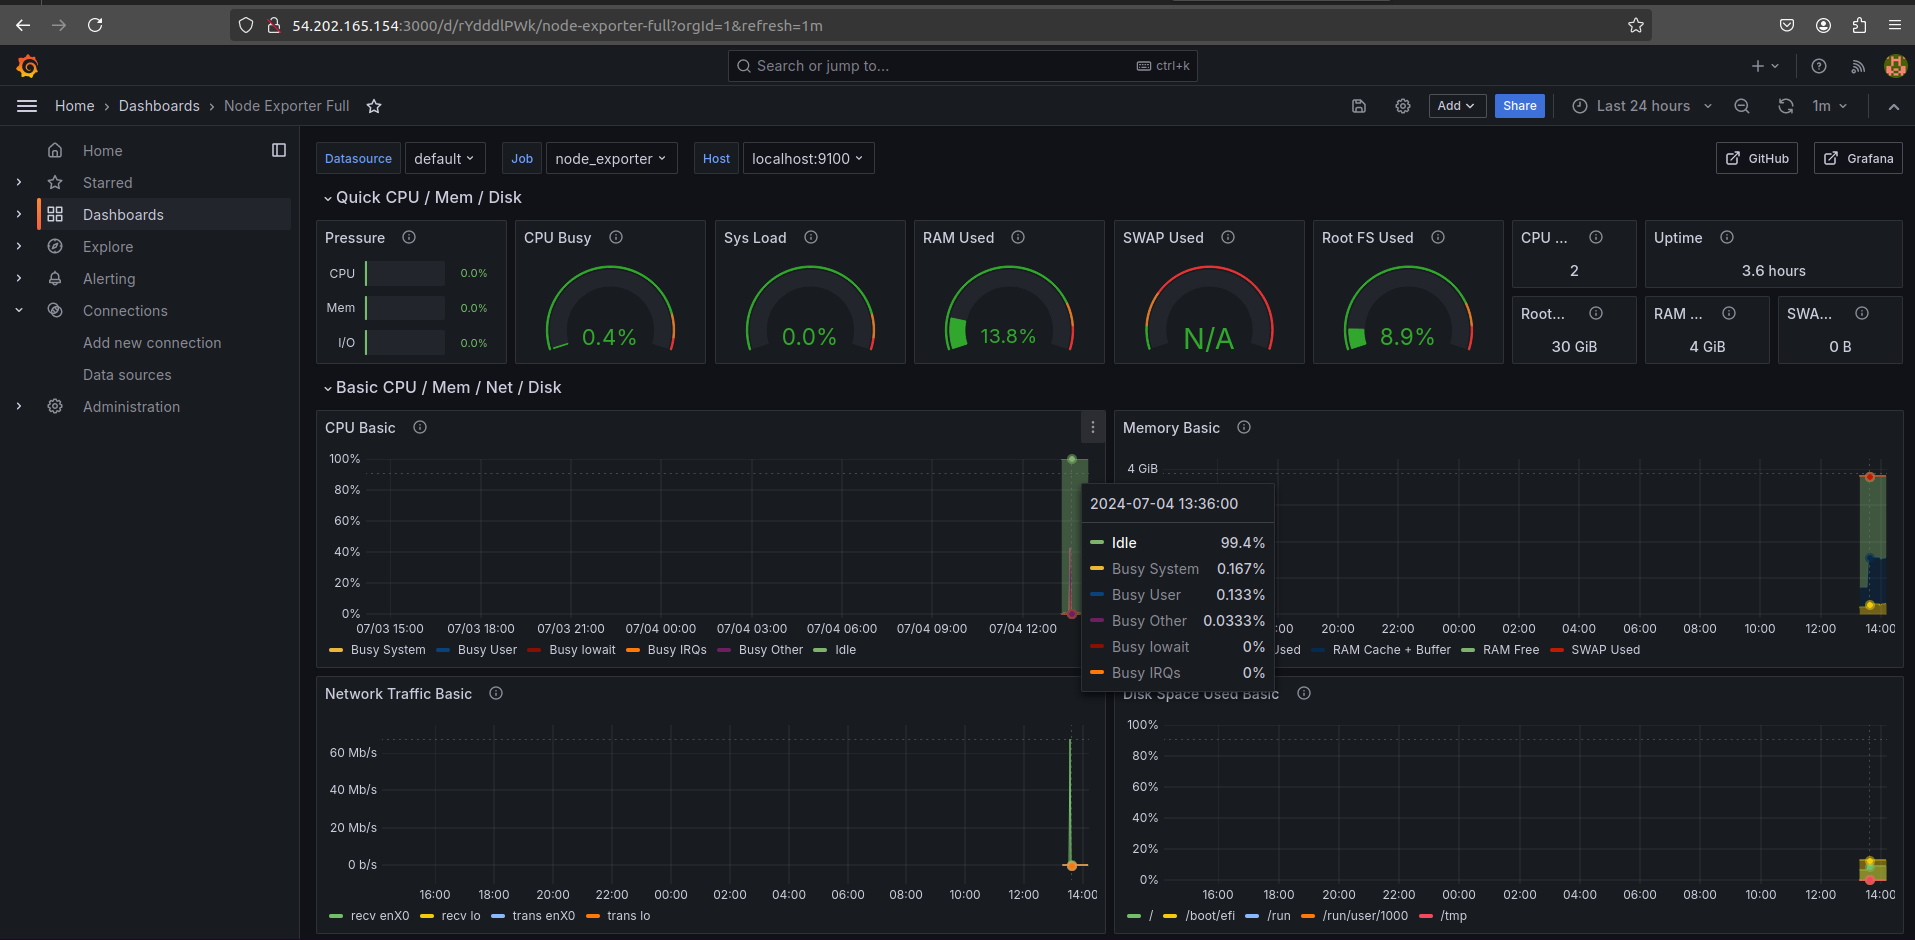 54.202.165.154:3000/d/rYdddlPWk/node-exporter-full?orgId=1&refresh=1m
Search or jump to... ctrl+k
Home > Dashboards > Node Exporter Full Add Share Last 24 hours 1m
Home
Starred
Dashboards
Explore
Alerting
Connections
Add new connection
Data sources
Administration
Datasource default Job node_exporter Host localhost:9100 GitHub Grafana
Quick CPU / Mem / Disk
Pressure
CPU 0.0%
Mem 0.0%
I/O 0.0%
CPU Busy
0.4%
Sys Load
0.0%
RAM Used
13.8%
SWAP Used
N/A
Root FS Used
8.9%
CPU ...
2
Uptime
3.6 hours
Root...
30 GiB
RAM ...
4 GiB
SWA...
0 B
Basic CPU / Mem / Net / Disk
CPU Basic
100%
80%
60%
40%
20%
0%
07/03 15:00 07/03 18:00 07/03 21:00 07/04 00:00 07/04 03:00 07/04 06:00 07/04 09:00 07/04 12:00
Busy System Busy User Busy Iowait Busy IRQs Busy Other Idle
2024-07-04 13:36:00
Idle 99.4%
Busy System 0.167%
Busy User 0.133%
Busy Other 0.0333%
Busy Iowait 0%
Busy IRQs 0%
Memory Basic
4 GiB
:00 20:00 22:00 00:00 02:00 04:00 06:00 08:00 10:00 12:00 14:00
Used RAM Cache + Buffer RAM Free SWAP Used
Network Traffic Basic
60 Mb/s
40 Mb/s
20 Mb/s
0 b/s
16:00 18:00 20:00 22:00 00:00 02:00 04:00 06:00 08:00 10:00 12:00 14:00
recv enX0 recv lo trans enX0 trans lo
Disk Space Used Basic
100%
80%
60%
40%
20%
0%
16:00 18:00 20:00 22:00 00:00 02:00 04:00 06:00 08:00 10:00 12:00 14:00
/ /boot/efi /run /run/user/1000 /tmp